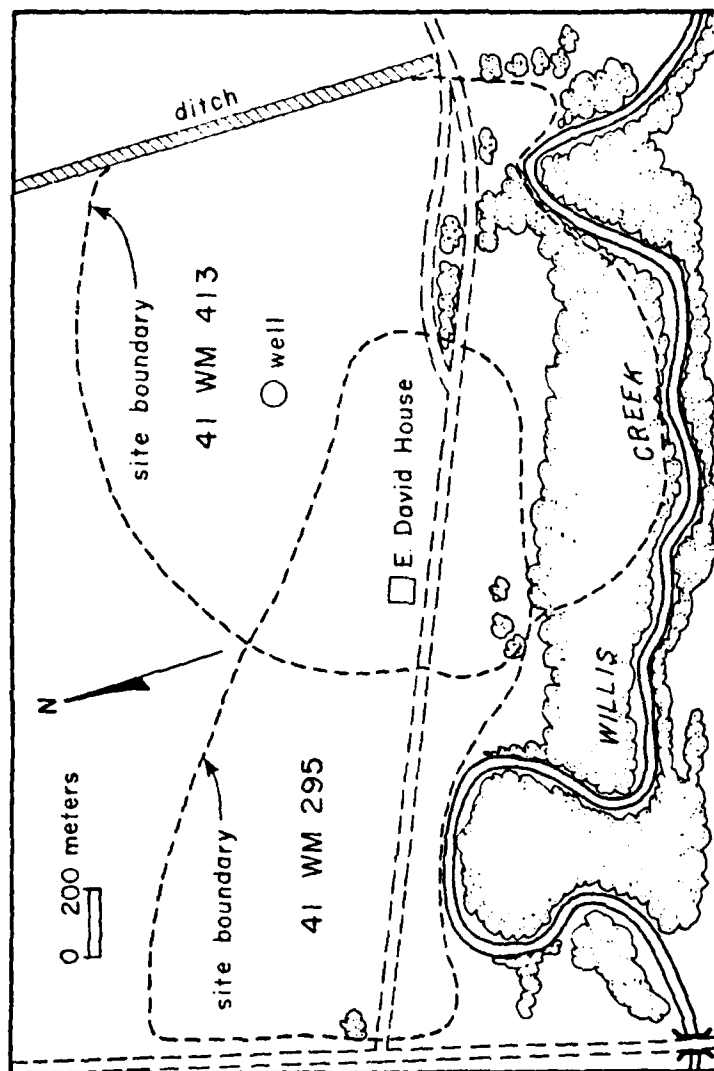 ditch
site boundary
41 WM 413
well
E David House
N
41 WM 295
site boundary
0 200 meters
WILLIS CREEK